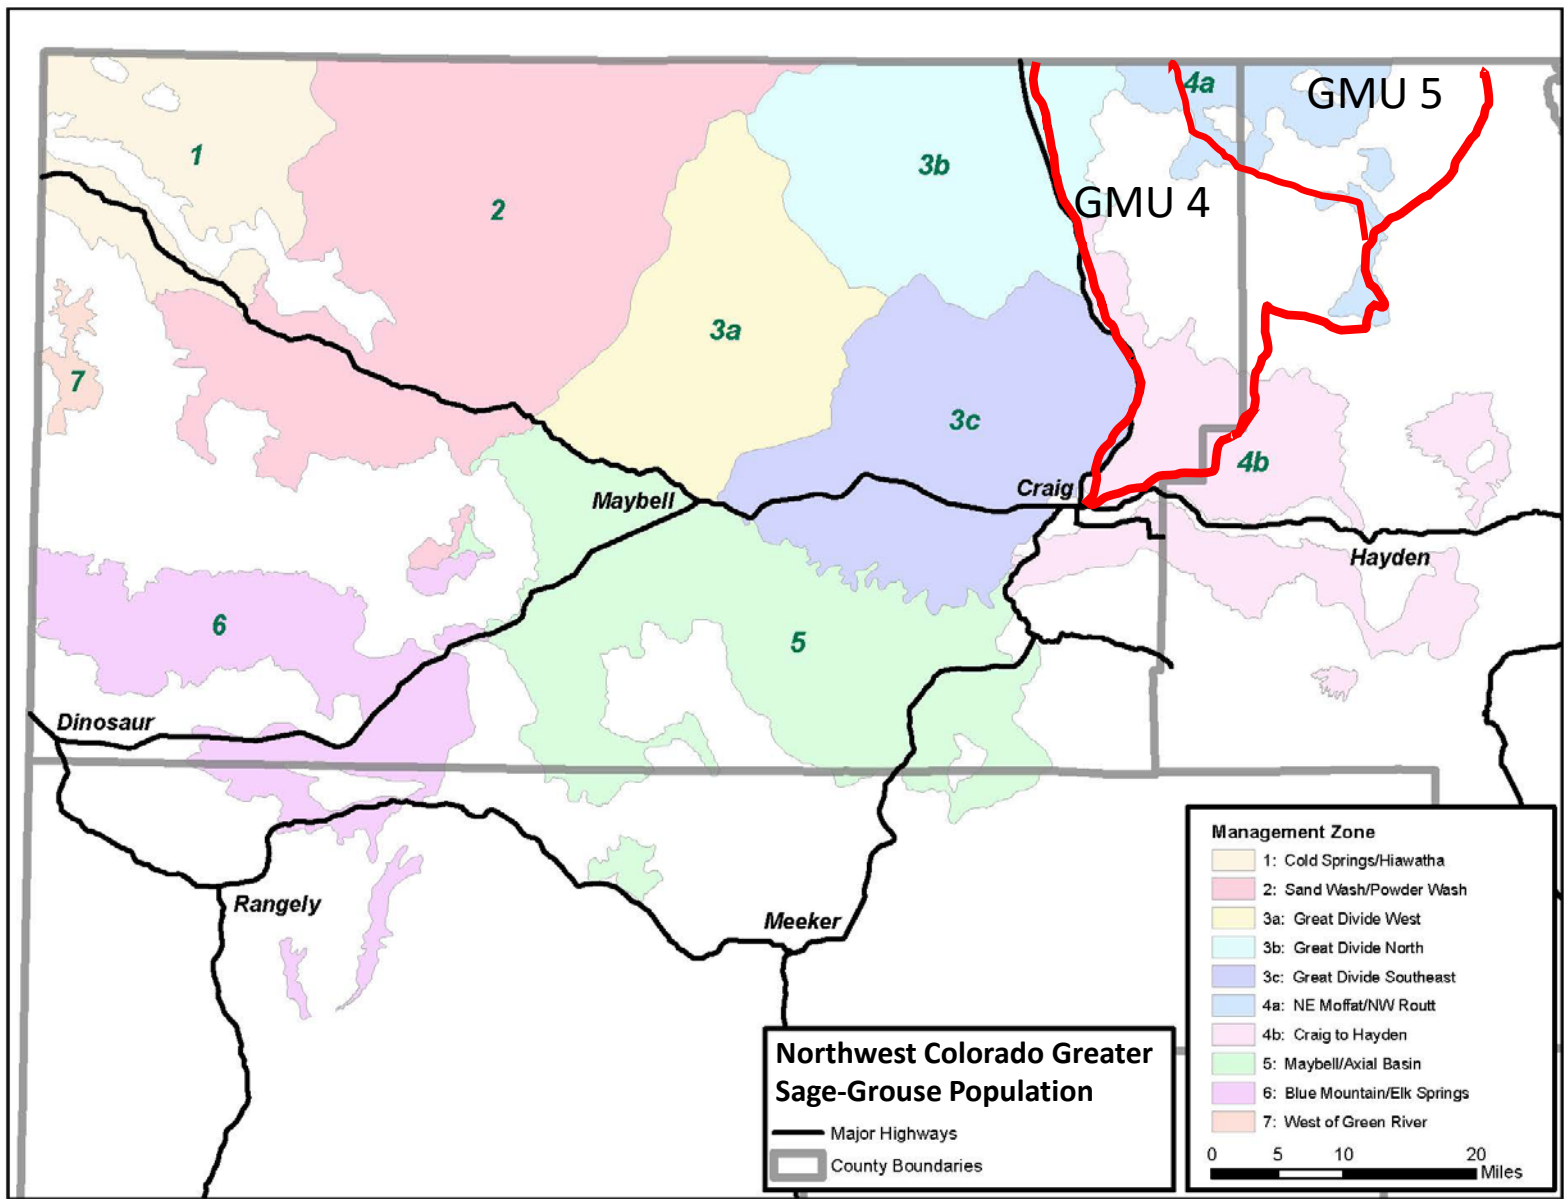 4a
GMU 5
1
3b
2
GMU 4
3a
7
3c
4b
Craig
Maybell
Hayden
6
5
Dinosaur
Rangely
Meeker
Northwest Colorado Greater
Sage-Grouse Population
Major Highways
County Boundaries
Management Zone
1: Cold Springs/Hiawatha
2: Sand Wash/Powder Wash
3a: Great Divide West
3b: Great Divide North
3c: Great Divide Southeast
4a: NE Moffat/NW Routt
4b: Craig to Hayden
5: Maybell/Axial Basin
6: Blue Mountain/Elk Springs
7: West of Green River
0 5 10 20
Miles